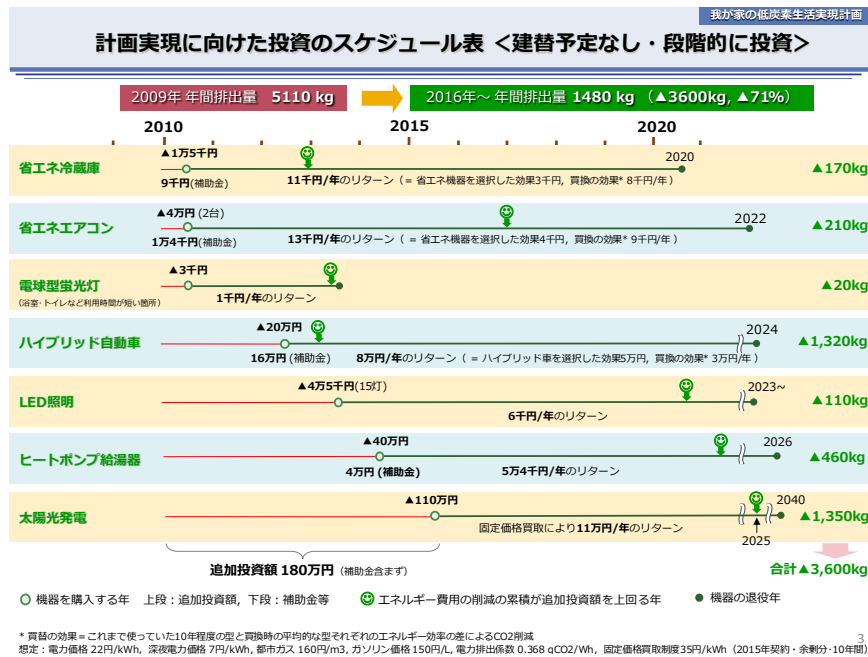 我が家の低炭素生活実現計画
計画実現に向けた投資のスケジュール表 <建替予定なし・段階的に投資>
2009年 年間排出量 5110 kg
2016年～ 年間排出量 1480 kg （▲3600kg, ▲71%）
2010 2015 2020
省エネ冷蔵庫
▲1万5千円
9千円(補助金)
11千円/年のリターン（ = 省エネ機器を選択した効果3千円, 買換の効果* 8千円/年 ）
2020
▲170kg
省エネエアコン
▲4万円 (2台)
1万4千円(補助金)
13千円/年のリターン（ = 省エネ機器を選択した効果4千円, 買換の効果* 9千円/年 ）
2022
▲210kg
電球型蛍光灯
（浴室・トイレなど利用時間が短い箇所）
▲3千円
1千円/年のリターン
▲20kg
ハイブリッド自動車
▲20万円
16万円 (補助金)
8万円/年のリターン（ = ハイブリッド車を選択した効果5万円, 買換の効果* 3万円/年 ）
2024
▲1,320kg
LED照明
▲4万5千円(15灯)
6千円/年のリターン
2023~
▲110kg
ヒートポンプ給湯器
▲40万円
4万円 (補助金)
5万4千円/年のリターン
2026
▲460kg
太陽光発電
▲110万円
固定価格買取により11万円/年のリターン
2040
2025
▲1,350kg
追加投資額 180万円（補助金含まず）
合計▲3,600kg
機器を購入する年 上段：追加投資額, 下段：補助金等
エネルギー費用の削減の累積が追加投資額を上回る年
機器の退役年
* 買替の効果＝これまで使っていた10年程度の型と買換時の平均的な型それぞれのエネルギー効率の差によるCO2削減
想定：電力価格 22円/kWh, 深夜電力価格 7円/kWh, 都市ガス 160円/m3, ガソリン価格 150円/L, 電力排出係数 0.368 gCO2/Wh, 固定価格買取制度35円/kWh（2015年契約・余剰分・10年間）
3